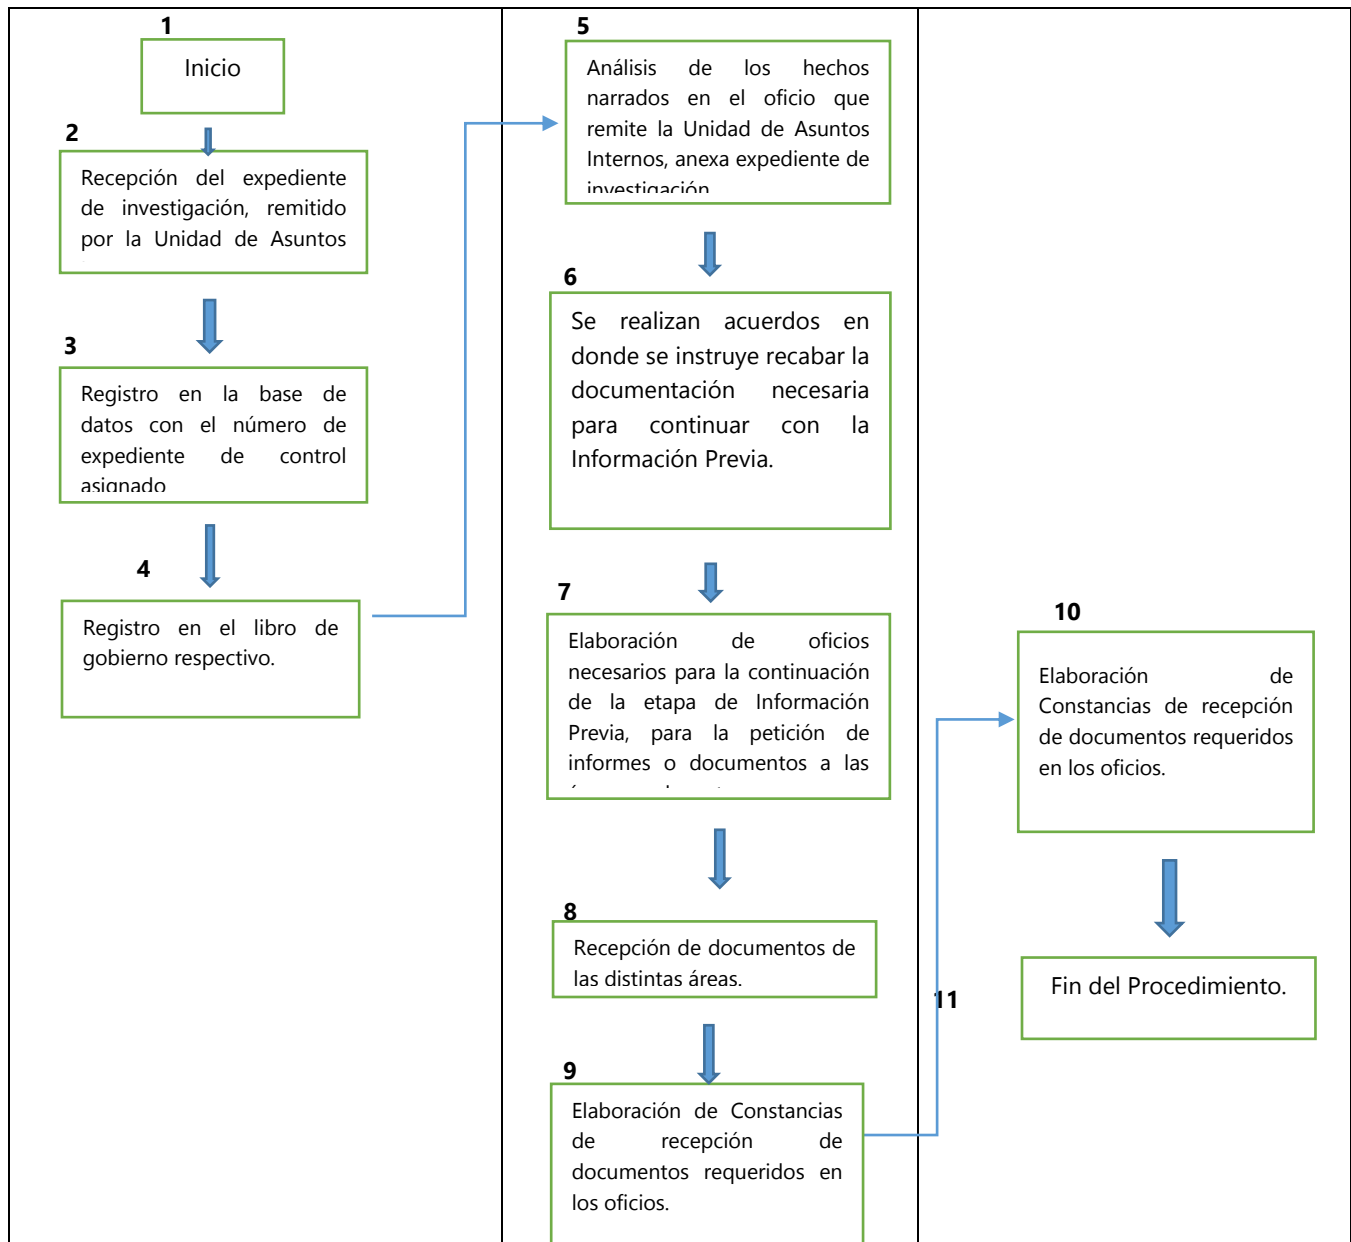 1
Inicio
2
Recepción del expediente
de investigación, remitido
por la Unidad de Asuntos
3
Registro en la base de
datos con el número de
expediente de control
asignado
4
Registro en el libro de
gobierno respectivo.
5
Análisis de los hechos
narrados en el oficio que
remite la Unidad de Asuntos
Internos, anexa expediente de
investigación
6
Se realizan acuerdos en
donde se instruye recabar la
documentación necesaria
para continuar con la
Información Previa.
7
Elaboración de oficios
necesarios para la continuación
de la etapa de Información
Previa, para la petición de
informes o documentos a las
8
Recepción de documentos de
las distintas áreas.
9
Elaboración de Constancias
de recepción de
documentos requeridos en
los oficios.
10
Elaboración de
Constancias de recepción
de documentos requeridos
en los oficios.
11
Fin del Procedimiento.